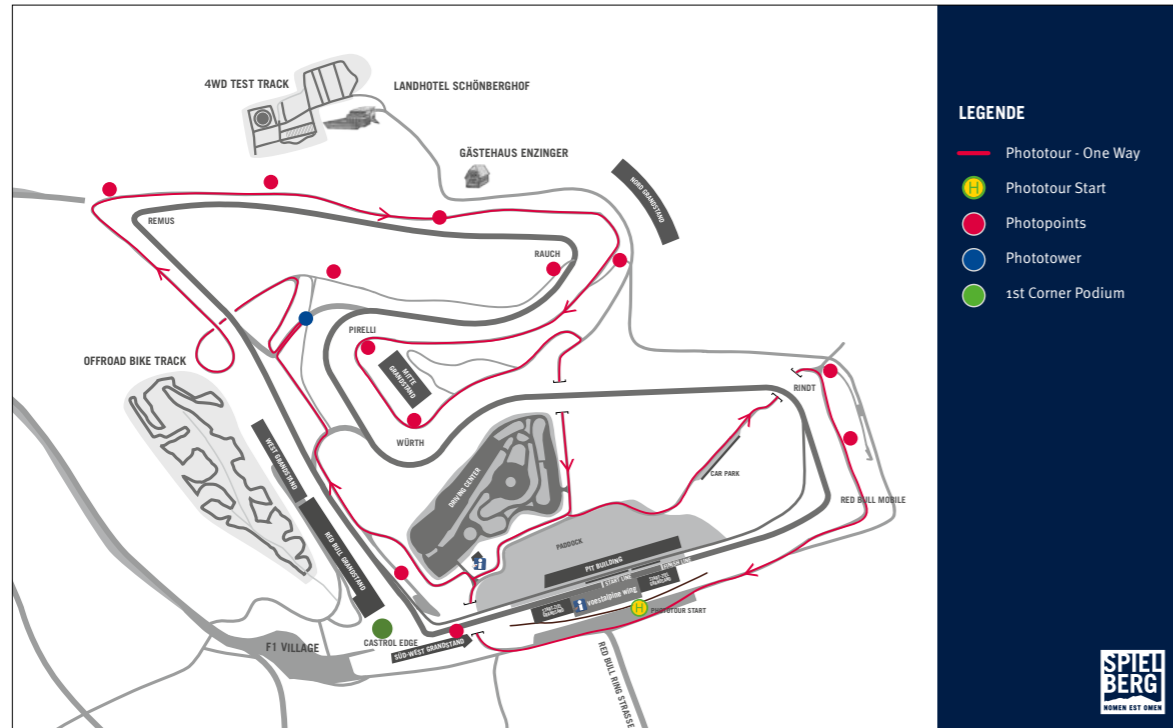 4WD TEST TRACK
LANDHOTEL SCHÖNBERGHOF
GÄSTEHAUS ENZINGER
NORD GRANDSTAND
REMUS
RAUCH
PIRELLI
OFFROAD BIKE TRACK
MITTE
GRANDSTAND
RINDT
WÜRTH
WEST GRANDSTAND
CAR PARK
DRIVING CENTER
RED BULL MOBILE
RED BULL GRANDSTAND
PADDOCK
PIT BUILDING
START LINE
voestalpine wing
H
PHOTOTOUR START
CASTROL EDGE
F1 VILLAGE
SÜD-WEST GRANDSTAND
RED BULL RING STRASSE
LEGENDE
Phototour - One Way
H
Phototour Start
Photopoints
Phototower
1st Corner Podium
SPIEL
BERG
NOMEN EST OMEN